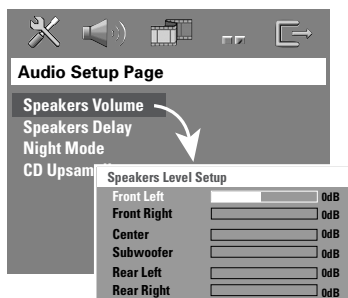 Audio Setup Page
Speakers Volume
Speakers Delay
Night Mode
CD
Speakers Level Setup
Front Left 0dB
Front Right 0dB
Center 0dB
Subwoofer 0dB
Rear Left 0dB
Rear Right 0dB